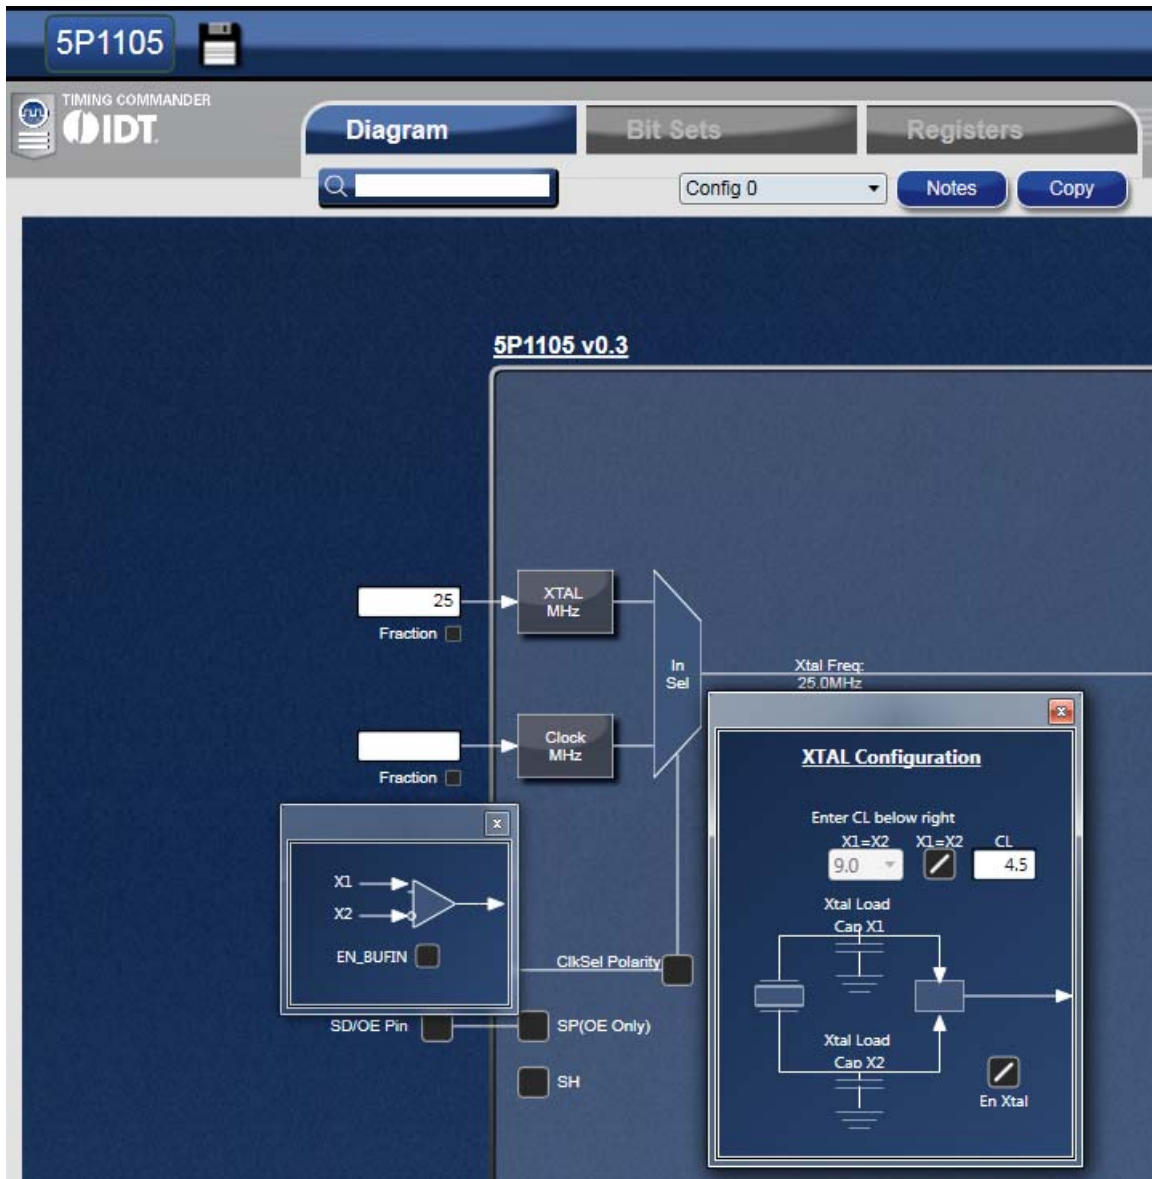 5P1105
TIMING COMMANDER
IDT.
Diagram
Bit Sets
Registers
Config 0
Notes
Copy
5P1105 v0.3
25
XTAL
MHz
Fraction
In
Sel
Xtal Freq:
25.0MHz
Clock
MHz
Fraction
x
XTAL Configuration
Enter CL below right
X1=X2 X1=X2 CL
9.0 4.5
Xtal Load
Cap X1
Xtal Load
Cap X2
En Xtal
x
X1
X2
EN_BUFIN
ClkSel Polarity
SD/OE Pin
SP(OE Only)
SH